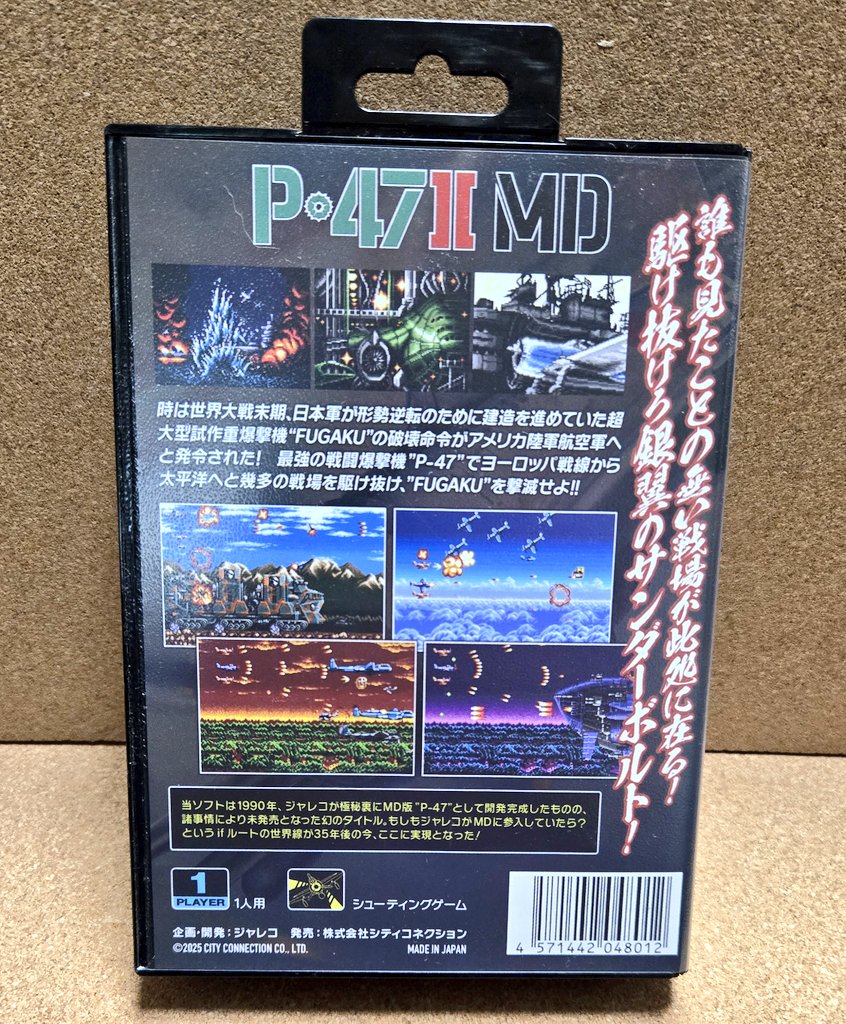 P-47II MD
誰も見たことの無い戦場が此処に在る!
駆け抜けろ銀翼のサンダーボルト!
時は世界大戦末期、日本軍が形勢逆転のために建造を進めていた超
大型試作重爆撃機"FUGAKU"の破壊命令がアメリカ陸軍航空軍へ
と発令された! 最強の戦闘爆撃機"P-47"でヨーロッパ戦線から
太平洋へと幾多の戦場を駆け抜け、"FUGAKU"を撃滅せよ!!
当ソフトは1990年、ジャレコが極秘裏にMD版"P-47"として開発完成したものの、
諸事情により未発売となった幻のタイトル。もしもジャレコがMDに参入していたら?
というifルートの世界線が35年後の今、ここに実現となった!
1
PLAYER
1人用
シューティングゲーム
企画・開発:ジャレコ 発売:株式会社シティコネクション
©2025 CITY CONNECTION CO., LTD.
MADE IN JAPAN
4 571442 048012